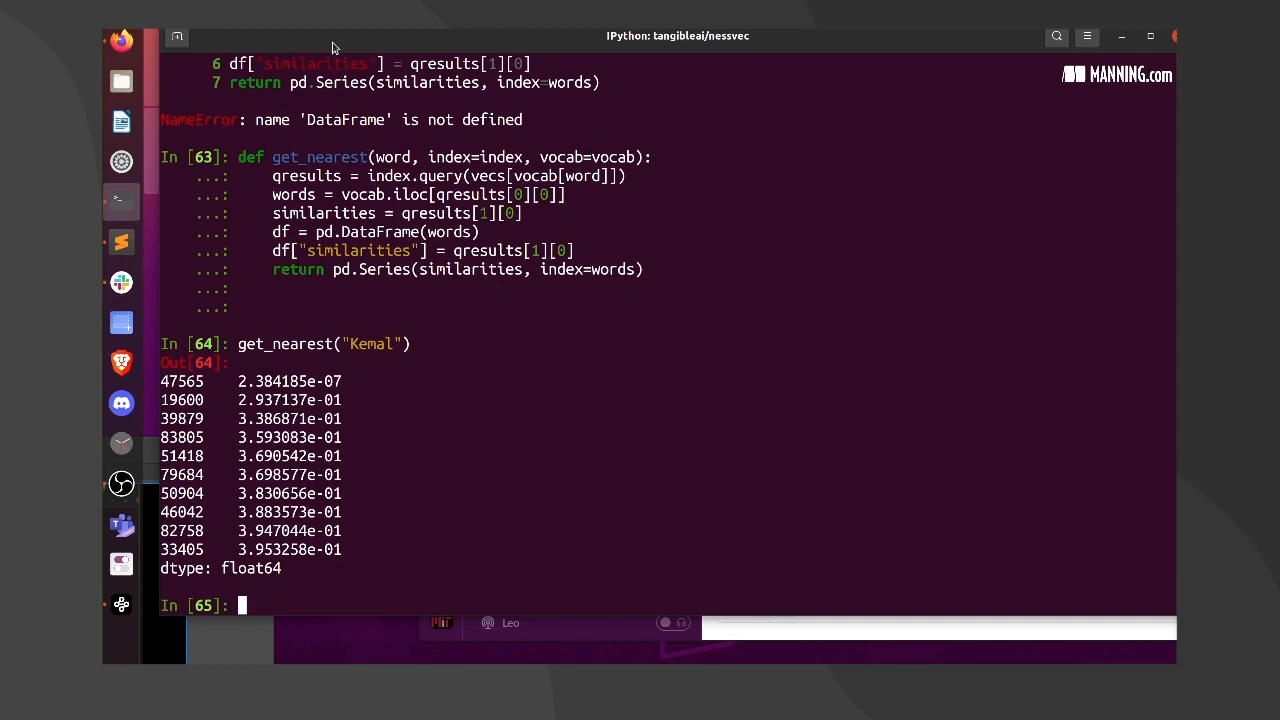 IPython: tangibleai/nessvec
MANNING.com
6 df["similarities"] = qresults[1][0]
7 return pd.Series(similarities, index=words)
NameError: name 'DataFrame' is not defined
In [63]: def get_nearest(word, index=index, vocab=vocab):
...: qresults = index.query(vecs[vocab[word]])
...: words = vocab.iloc[qresults[0][0]]
...: similarities = qresults[1][0]
...: df = pd.DataFrame(words)
...: df["similarities"] = qresults[1][0]
...: return pd.Series(similarities, index=words)
...:
...:
In [64]: get_nearest("Kemal")
Out[64]:
47565 2.384185e-07
19600 2.937137e-01
39879 3.386871e-01
83805 3.593083e-01
51418 3.690542e-01
79684 3.698577e-01
50904 3.830656e-01
46042 3.883573e-01
82758 3.947044e-01
33405 3.953258e-01
dtype: float64
In [65]:
Leo